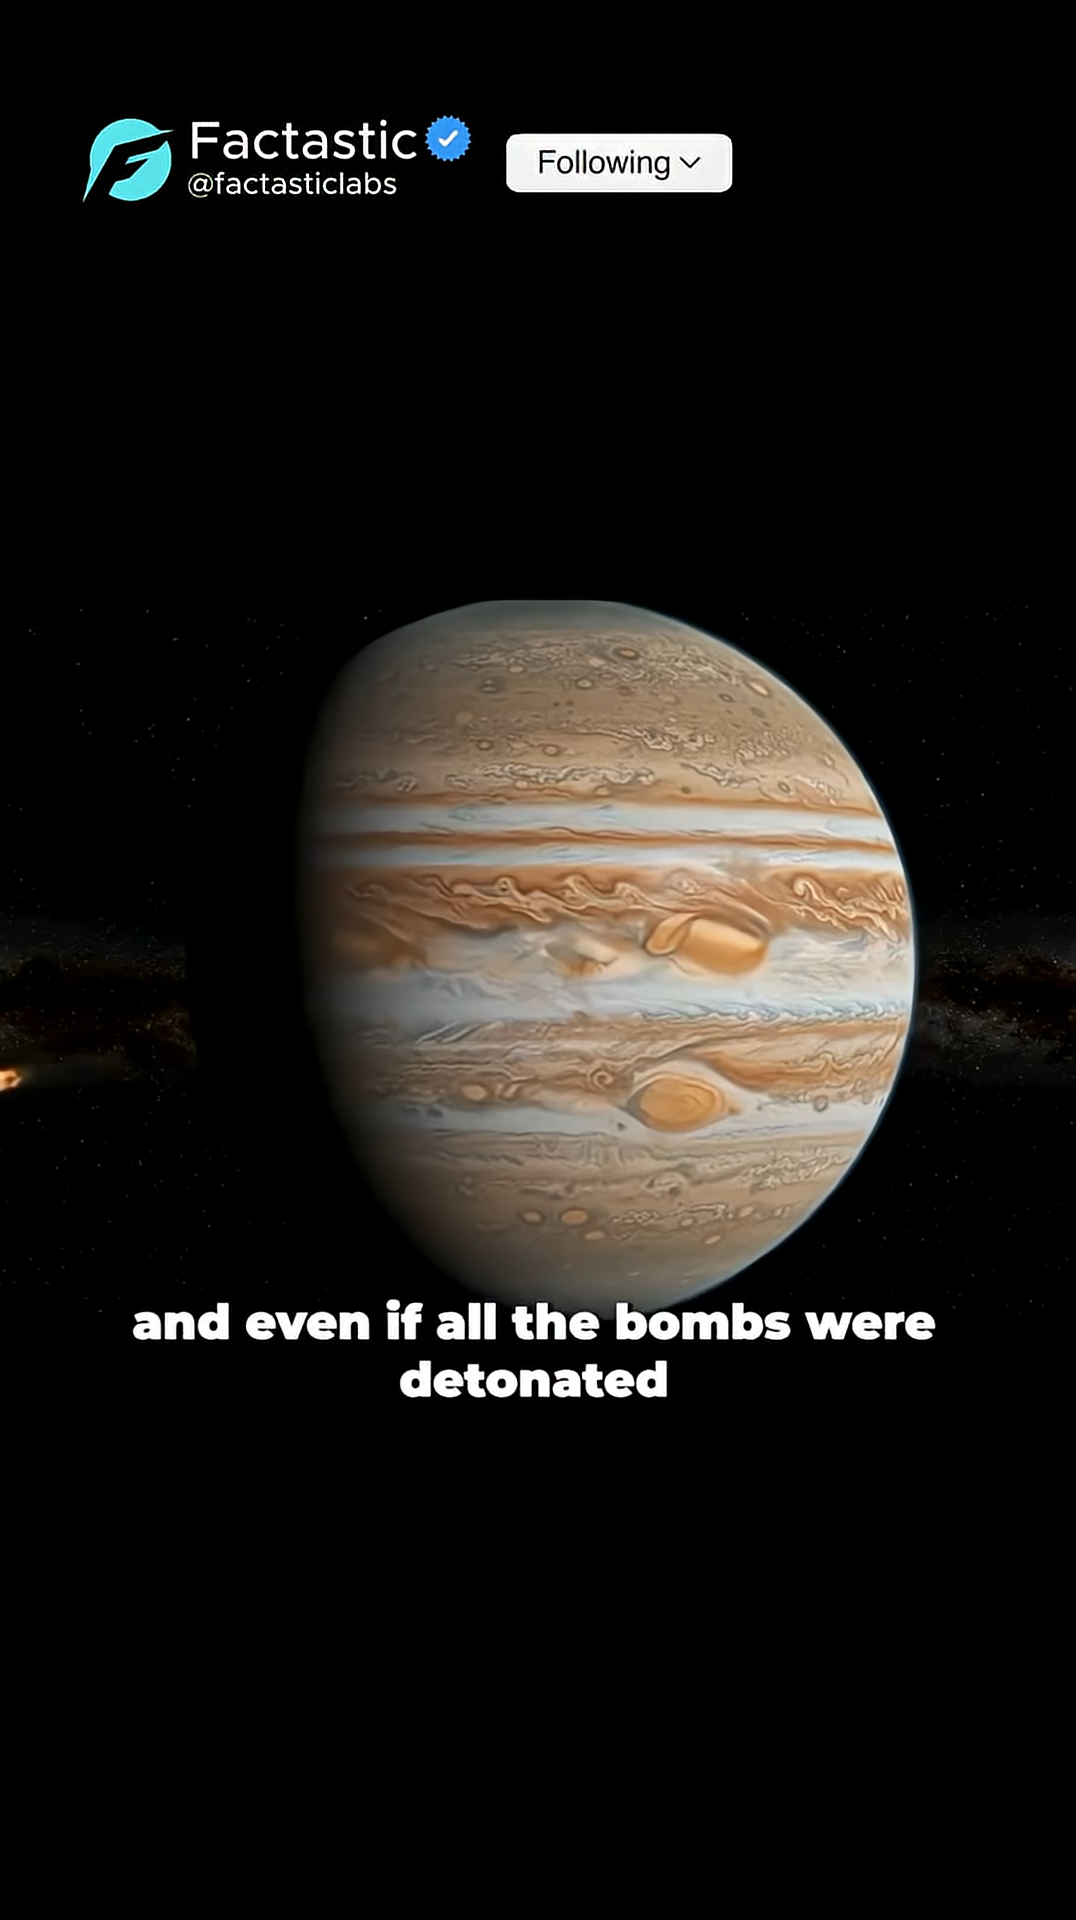 Factastic
@factasticlabs
Following
and even if all the bombs were
detonated